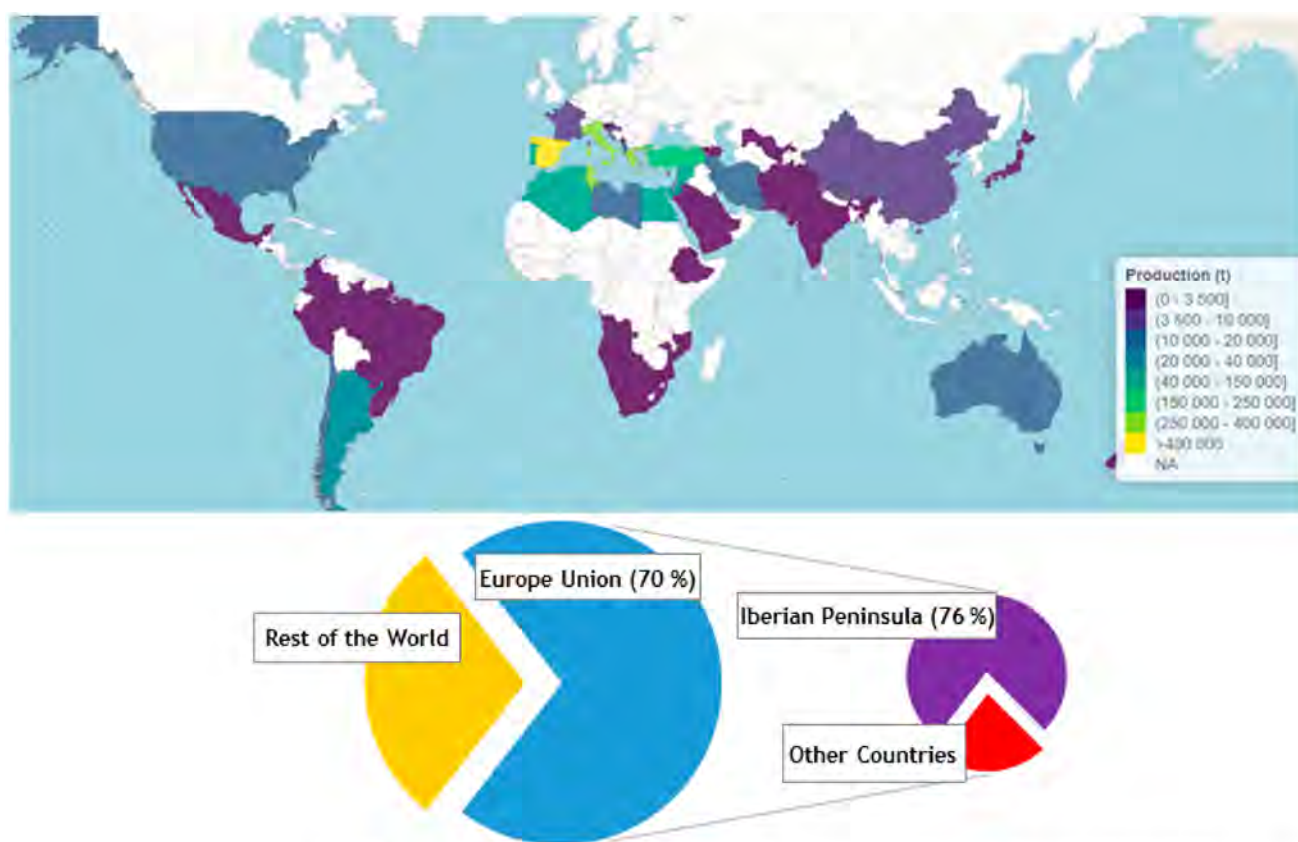 Production (t)
(0 - 3 500]
(3 500 - 10 000]
(10 000 - 20 000]
(20 000 - 40 000]
(40 000 - 150 000]
(150 000 - 250 000]
(250 000 - 400 000]
>400 000
NA
Europe Union (70 %)
Iberian Peninsula (76 %)
Rest of the World
Other Countries